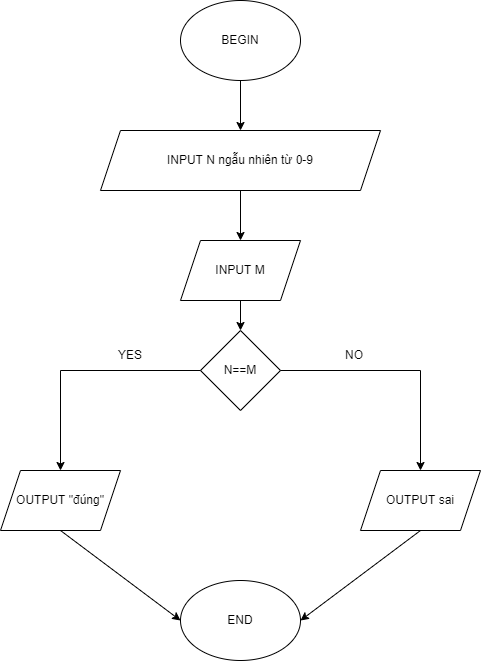 BEGIN
INPUT N ngẫu nhiên từ 0-9
INPUT M
YES
NO
N==M
OUTPUT "đúng"
OUTPUT sai
END